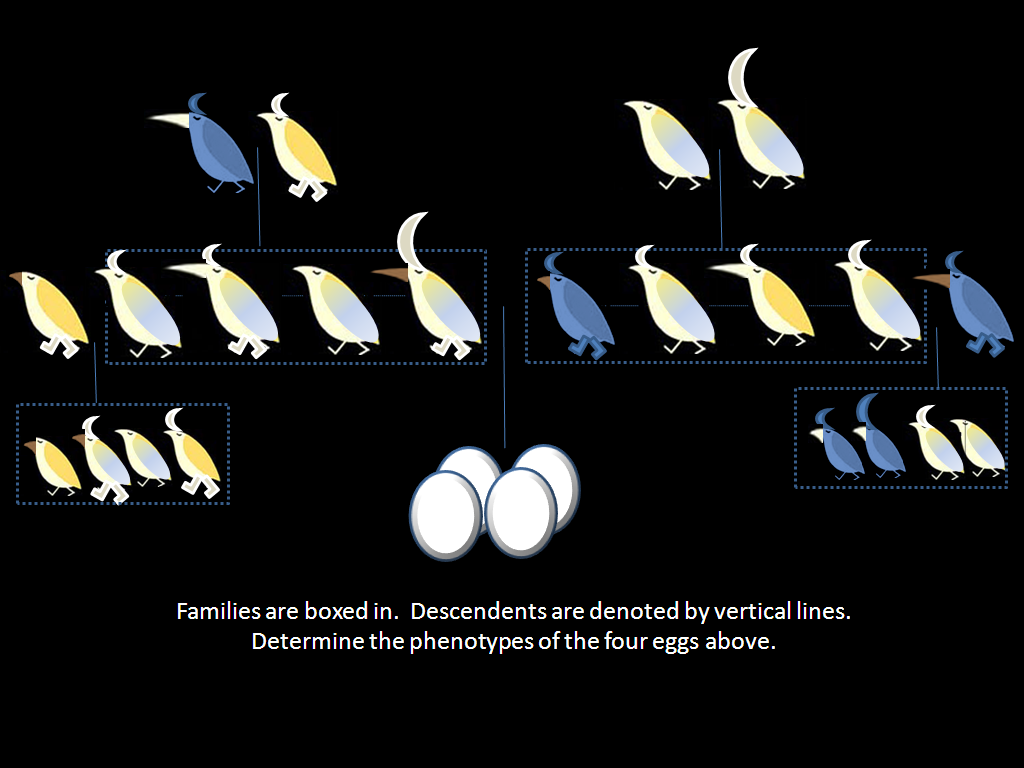 Families are boxed in.  Descendents are denoted by vertical lines.
Determine the phenotypes of the four eggs above.